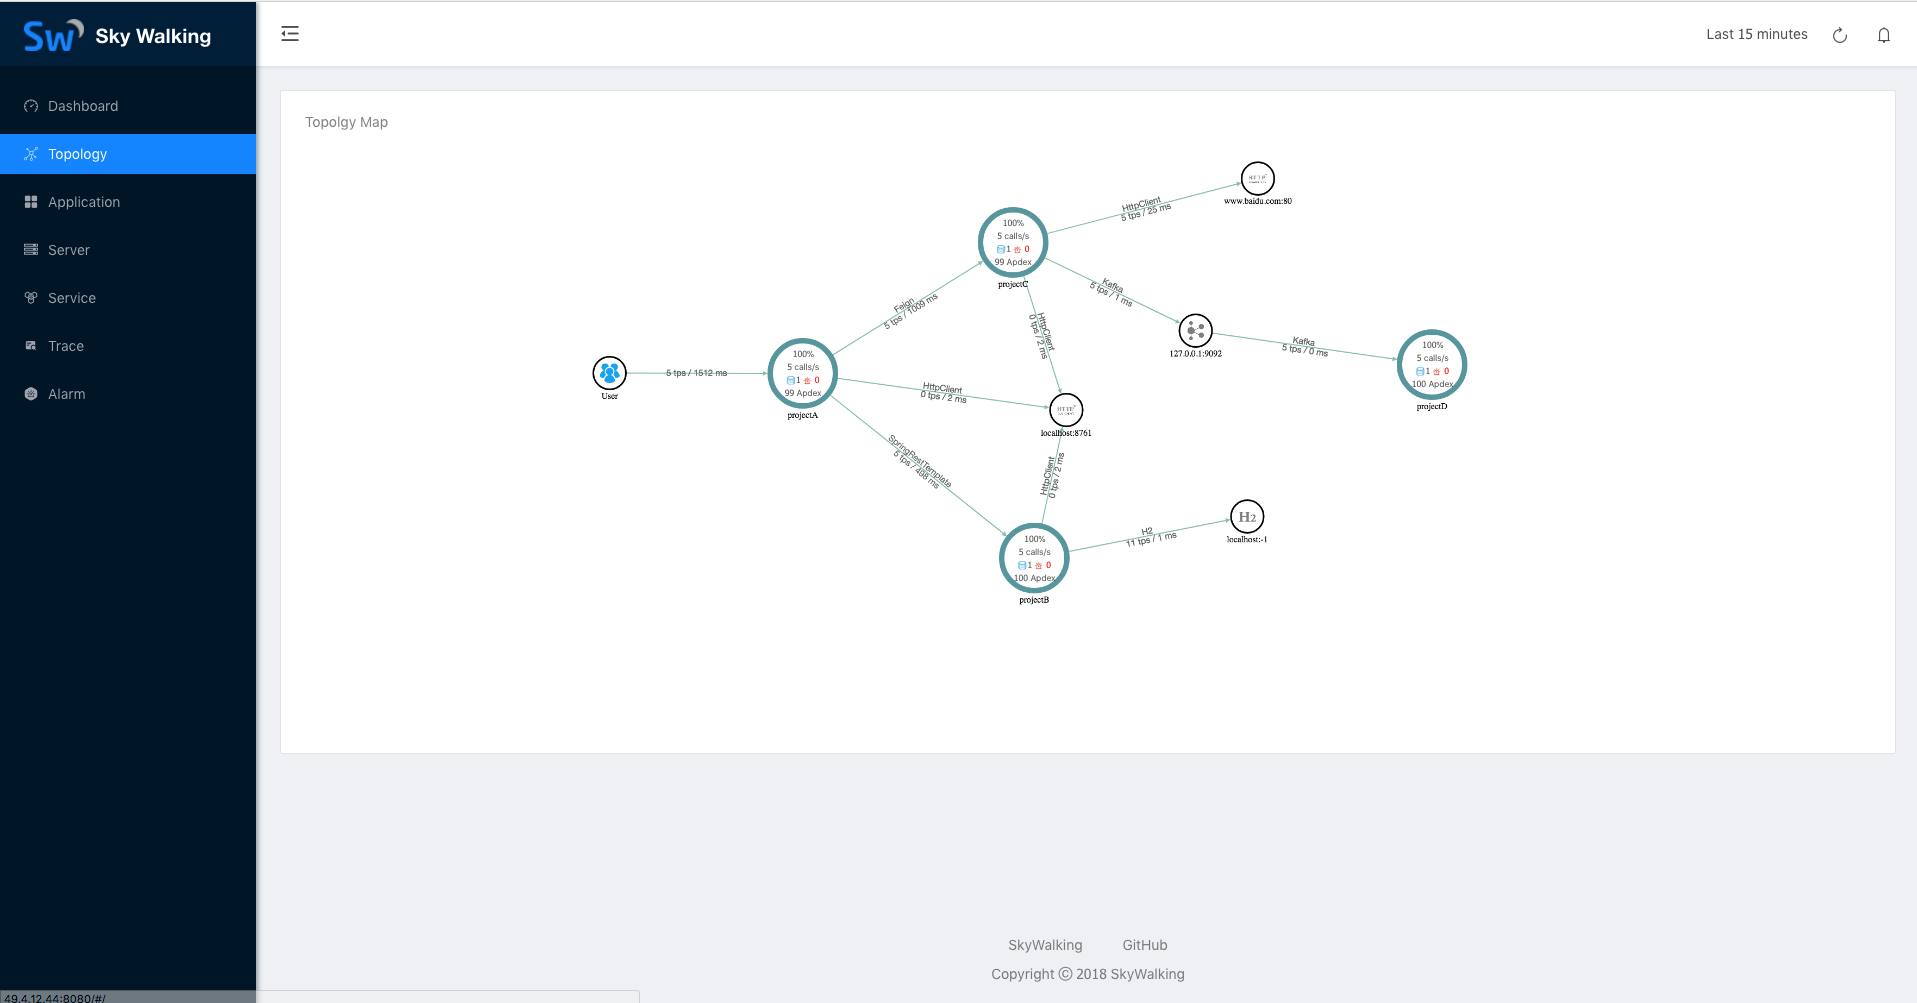 Sw Sky Walking
Last 15 minutes
Dashboard
Topology
Application
Server
Service
Trace
Alarm
Topolgy Map
HTTP
www.baidu.com:80
HttpClient
5 tps / 25 ms
100%
5 calls/s
1 0
99 Apdex
projectC
Kafka
5 tps / 1 ms
Feign
5 tps / 1009 ms
HttpClient
0 tps / 2 ms
127.0.0.1:9092
Kafka
5 tps / 0 ms
100%
5 calls/s
1 0
100 Apdex
projectD
User
5 tps / 1512 ms
100%
5 calls/s
1 0
99 Apdex
projectA
HttpClient
0 tps / 2 ms
HTTP
localhost:8761
SpringRestTemplate
5 tps / 498 ms
HttpClient
0 tps / 2 ms
100%
5 calls/s
1 0
100 Apdex
projectB
H2
11 tps / 1 ms
H2
localhost:-1
SkyWalking GitHub
Copyright © 2018 SkyWalking
49.4.12.44:8080/#/